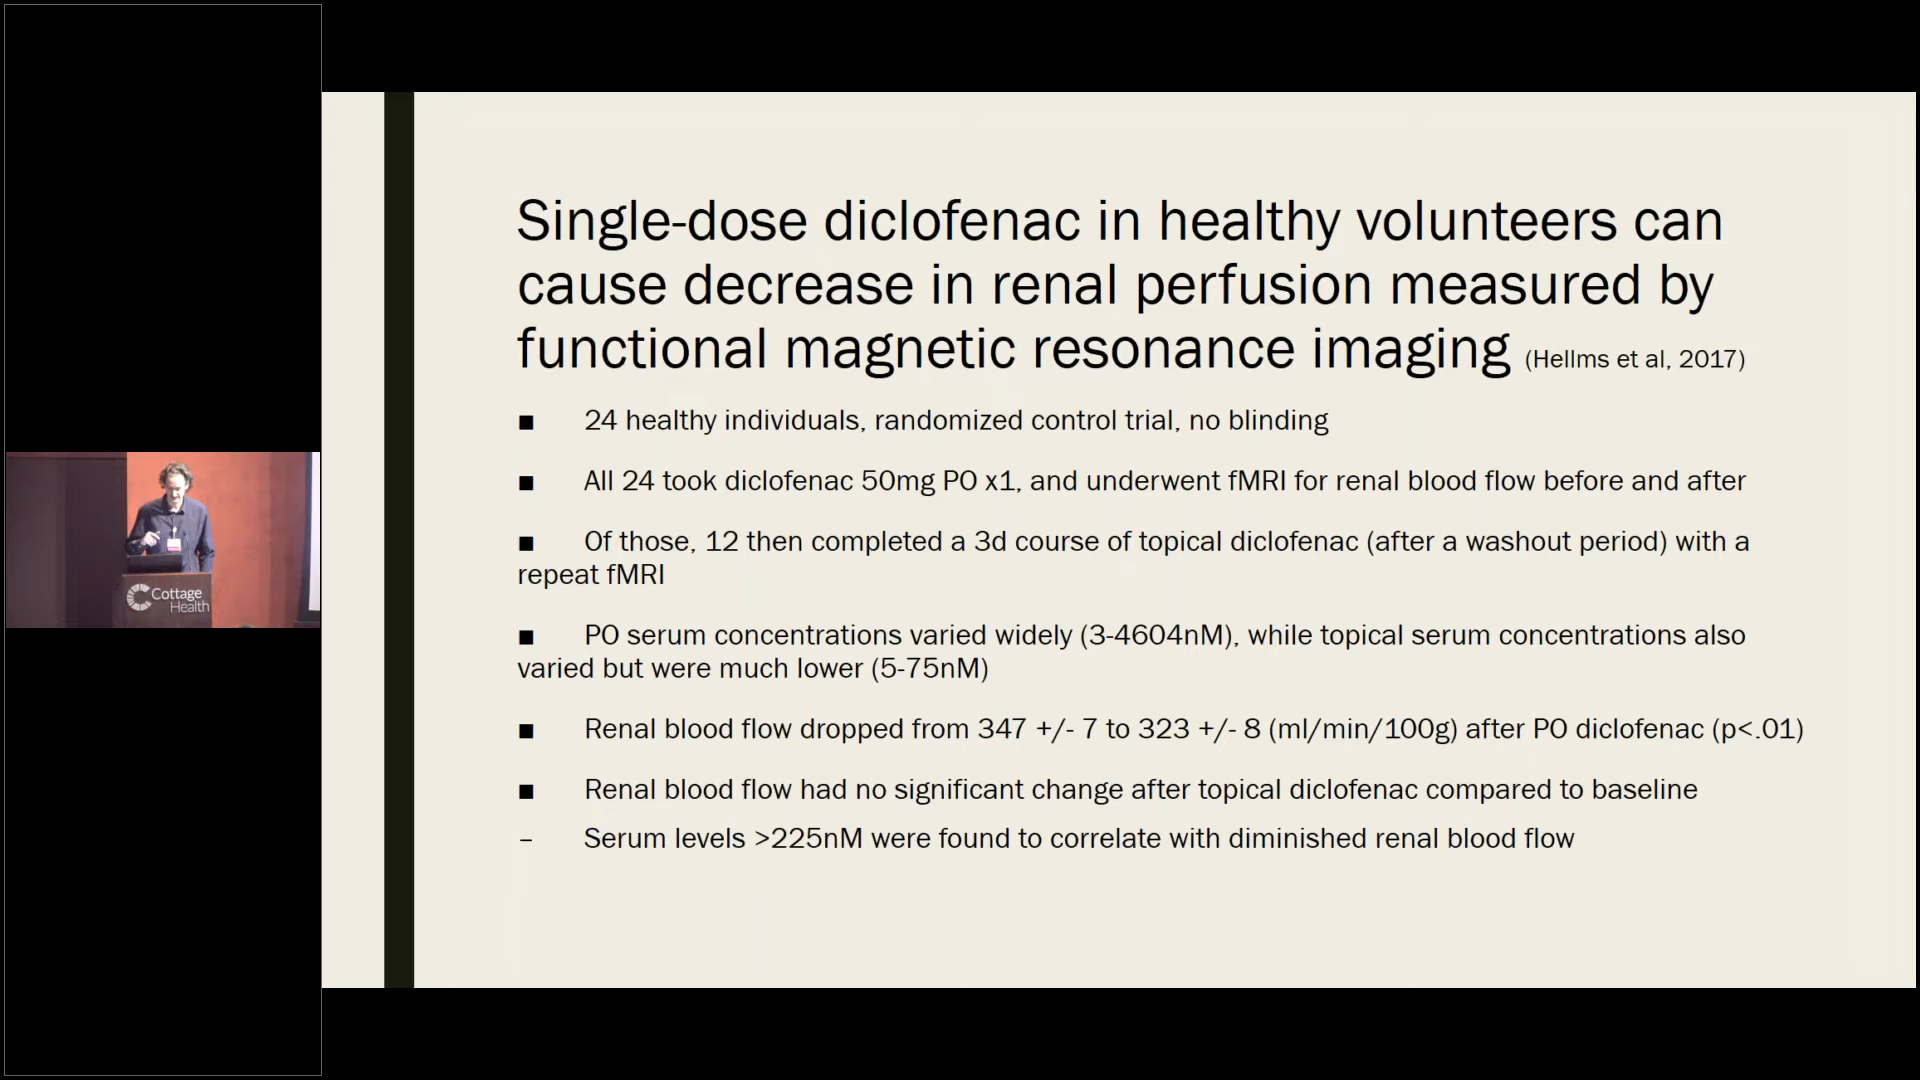 Single-dose diclofenac in healthy volunteers can
cause decrease in renal perfusion measured by
functional magnetic resonance imaging (Hellms et al, 2017)
■ 24 healthy individuals, randomized control trial, no blinding
■ All 24 took diclofenac 50mg PO x1, and underwent fMRI for renal blood flow before and after
■ Of those, 12 then completed a 3d course of topical diclofenac (after a washout period) with a
repeat fMRI
■ PO serum concentrations varied widely (3-4604nM), while topical serum concentrations also
varied but were much lower (5-75nM)
■ Renal blood flow dropped from 347 +/- 7 to 323 +/- 8 (ml/min/100g) after PO diclofenac (p<.01)
■ Renal blood flow had no significant change after topical diclofenac compared to baseline
– Serum levels >225nM were found to correlate with diminished renal blood flow
Cottage
Health